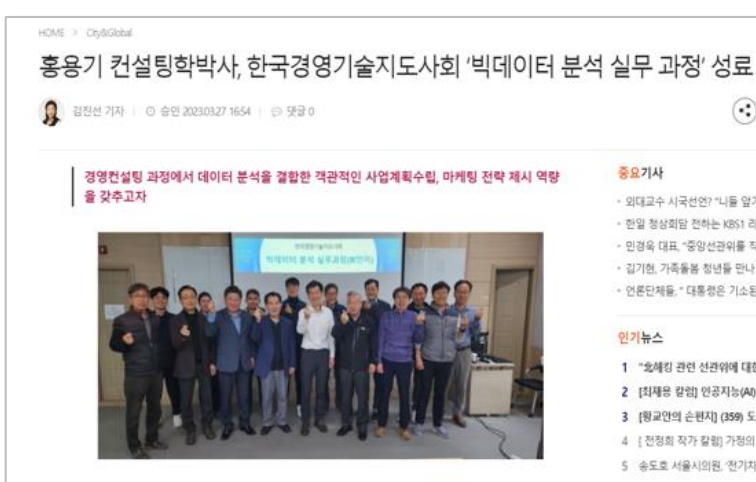 HOME > City&Global
홍용기 컨설팅학박사, 한국경영기술지도사회 '빅데이터 분석 실무 과정' 성료
김진선 기자 | 승인 2023.03.27 16:54 | 댓글 0
경영컨설팅 과정에서 데이터 분석을 결합한 객관적인 사업계획수립, 마케팅 전략 제시 역량
을 갖추고자
한국경영기술지도사회
빅데이터 분석 실무과정
중요기사
외대교수 시국선언? "니들 앞가
한일 정상회담 전하는 KBS1 라
민경욱 대표, "중앙선관위를 직
김기현, 가족돌봄 청년들 만나
언론단체들, " 대통령은 기소된
인기뉴스
1 "北해킹 관련 선관위에 대한
2 [최재용 칼럼] 인공지능(AI)
3 [황교안의 손편지] (359) 도
4 [ 전정희 작가 칼럼] 가정의
5 송도호 서울시의원, '전기차